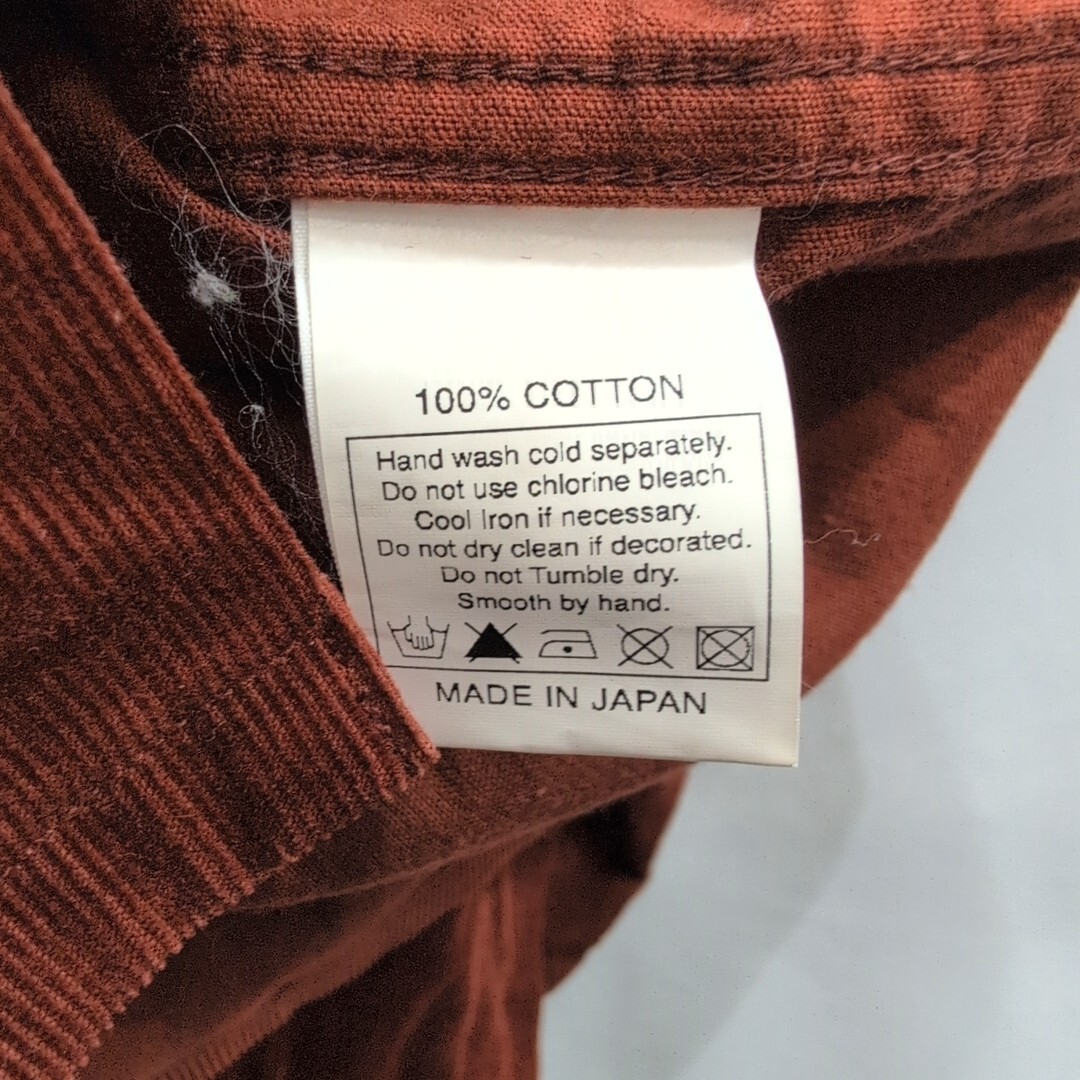 100% COTTON
Hand wash cold separately.
Do not use chlorine bleach.
Cool Iron if necessary.
Do not dry clean if decorated.
Do not Tumble dry.
Smooth by hand.
MADE IN JAPAN